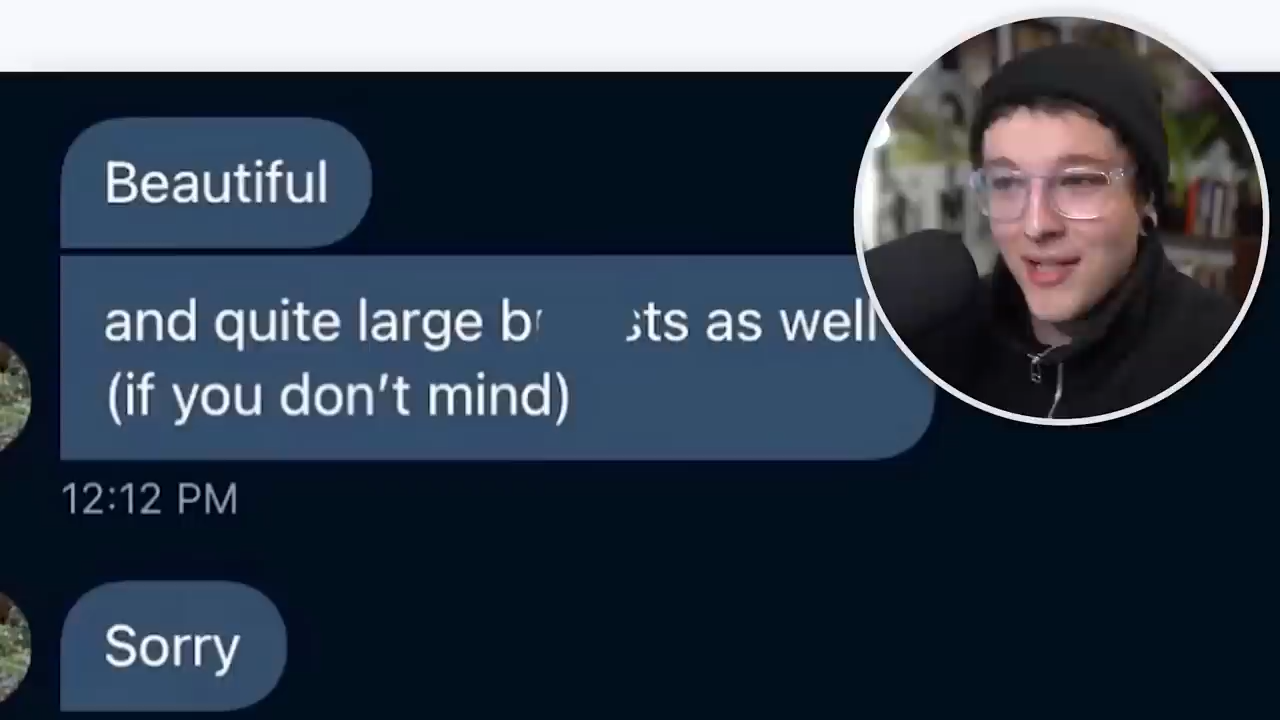 Beautiful
and quite large as well
(if you don't mind)
12:12 PM
Sorry